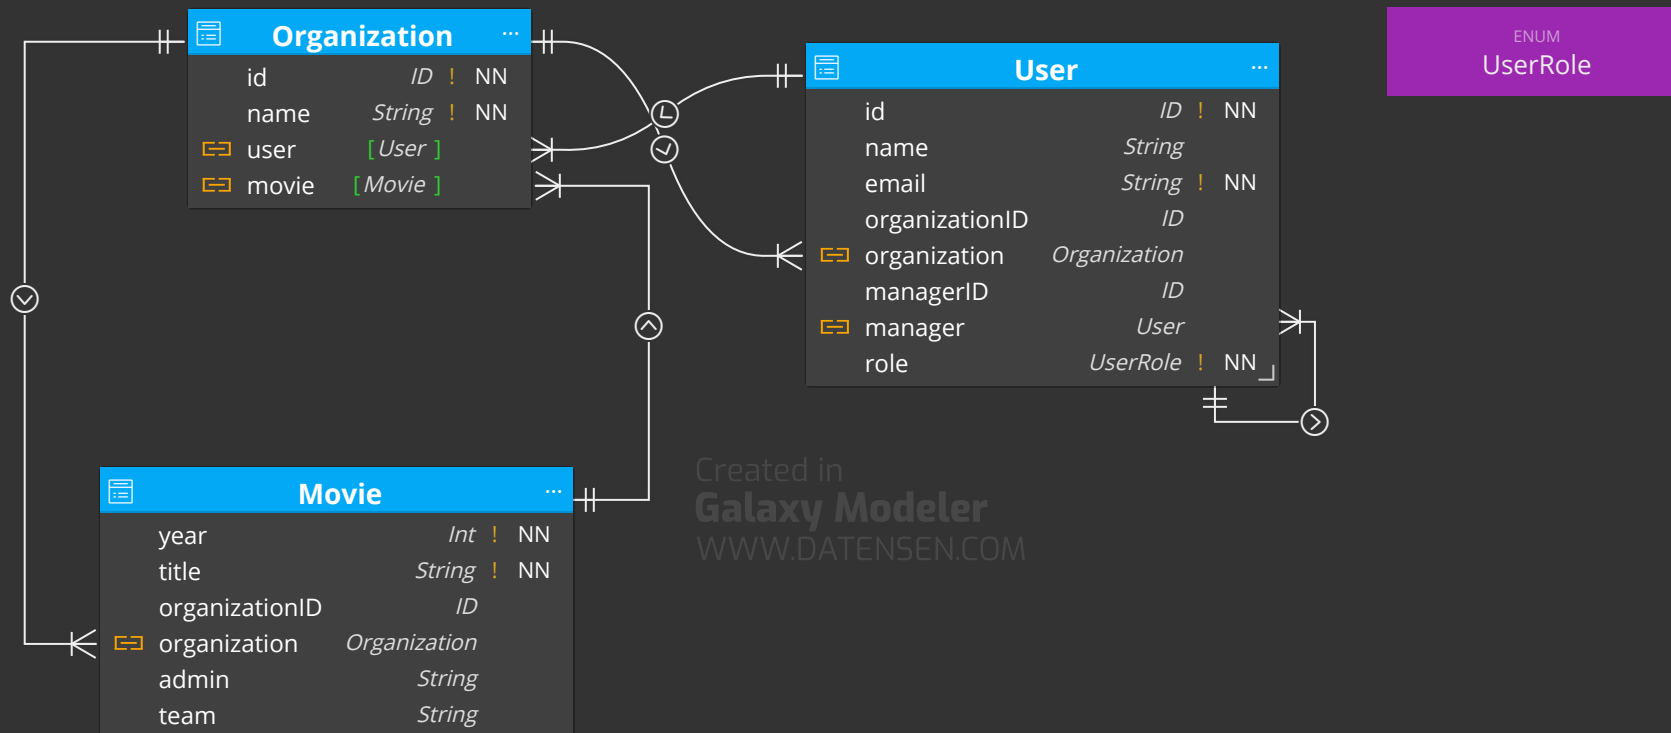 Organization ...
id ID ! NN
name String ! NN
user [ User ]
movie [ Movie ]
User ...
id ID ! NN
name String
email String ! NN
organizationID ID
organization Organization
managerID ID
manager User
role UserRole ! NN
ENUM
UserRole
Movie ...
year Int ! NN
title String ! NN
organizationID ID
organization Organization
admin String
team String
Created in
Galaxy Modeler
WWW.DATENSEN.COM